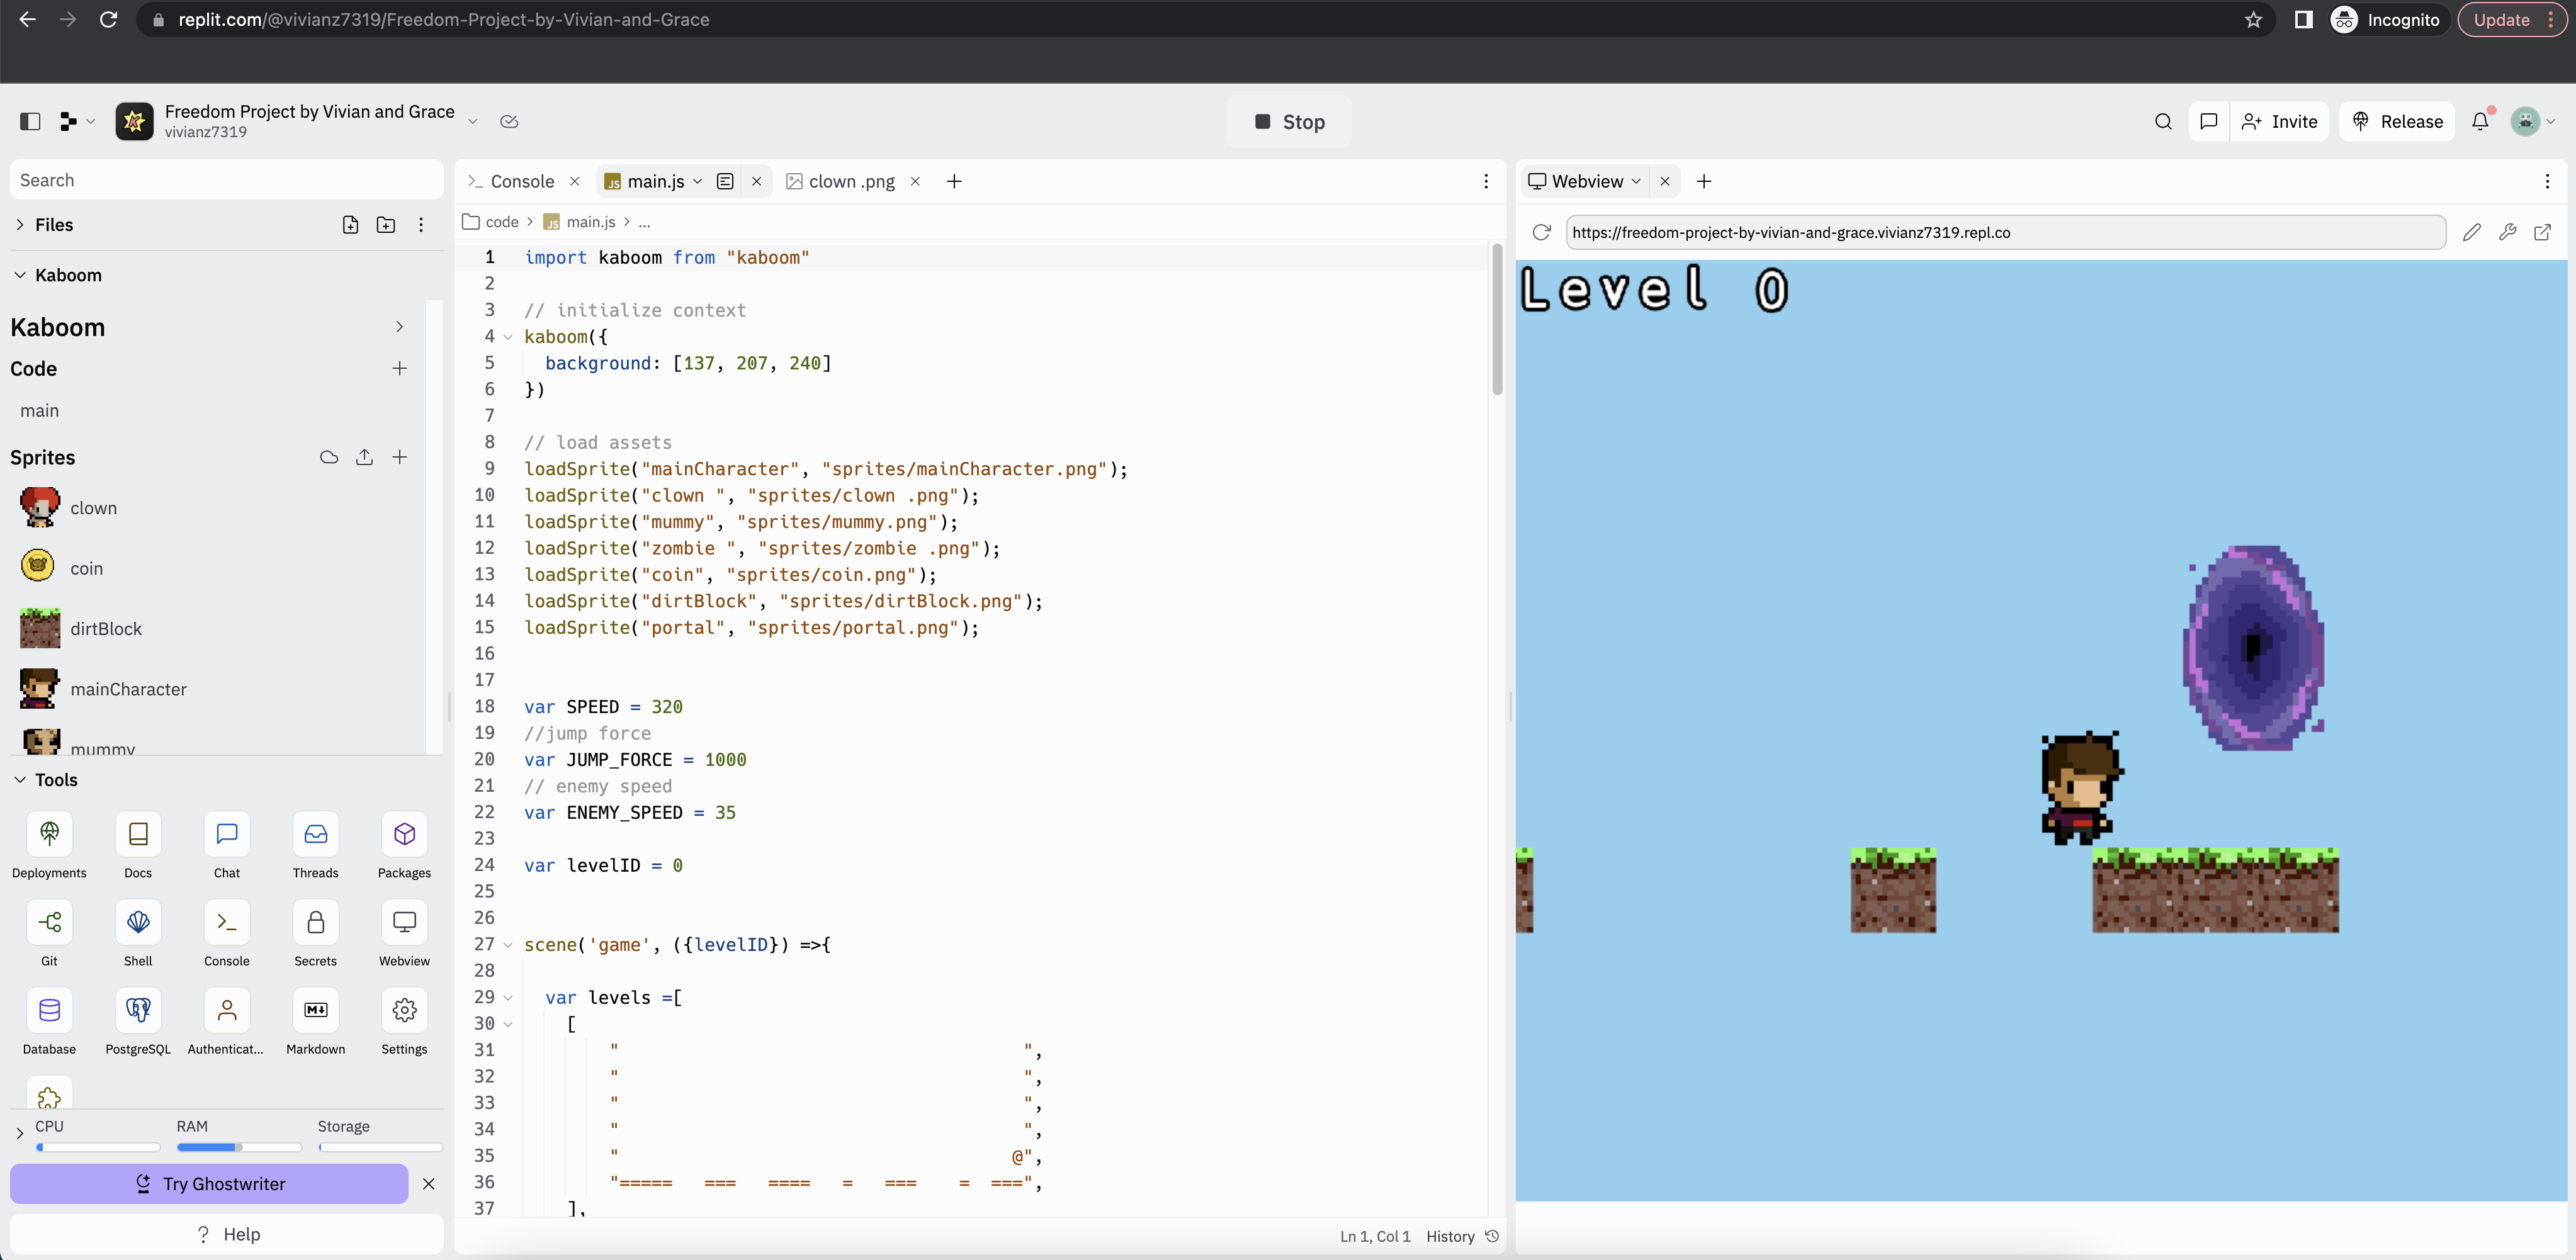 replit.com/@vivianz7319/Freedom-Project-by-Vivian-and-Grace
Incognito
Update
Freedom Project by Vivian and Grace
vivianz7319
Stop
Invite
Release
Search
Files
Kaboom
Kaboom
Code
main
Sprites
clown
coin
dirtBlock
mainCharacter
mummy
Tools
Deployments Docs Chat Threads Packages
Git Shell Console Secrets Webview
Database PostgreSQL Authenticat... Markdown Settings
CPU RAM Storage
Try Ghostwriter
? Help
Console main.js clown .png
code > main.js > ...
1 import kaboom from "kaboom"
2
3 // initialize context
4 kaboom({
5 background: [137, 207, 240]
6 })
7
8 // load assets
9 loadSprite("mainCharacter", "sprites/mainCharacter.png");
10 loadSprite("clown ", "sprites/clown .png");
11 loadSprite("mummy", "sprites/mummy.png");
12 loadSprite("zombie ", "sprites/zombie .png");
13 loadSprite("coin", "sprites/coin.png");
14 loadSprite("dirtBlock", "sprites/dirtBlock.png");
15 loadSprite("portal", "sprites/portal.png");
16
17
18 var SPEED = 320
19 //jump force
20 var JUMP_FORCE = 1000
21 // enemy speed
22 var ENEMY_SPEED = 35
23
24 var levelID = 0
25
26
27 scene('game', ({levelID}) =>{
28
29 var levels =[
30 [
31 "                                       ",
32 "                                       ",
33 "                                       ",
34 "                                       ",
35 "                                      @",
36 "=====   ===   ====   =   ===    =  ===",
37 ],
Ln 1, Col 1 History
Webview
https://freedom-project-by-vivian-and-grace.vivianz7319.repl.co
Level 0